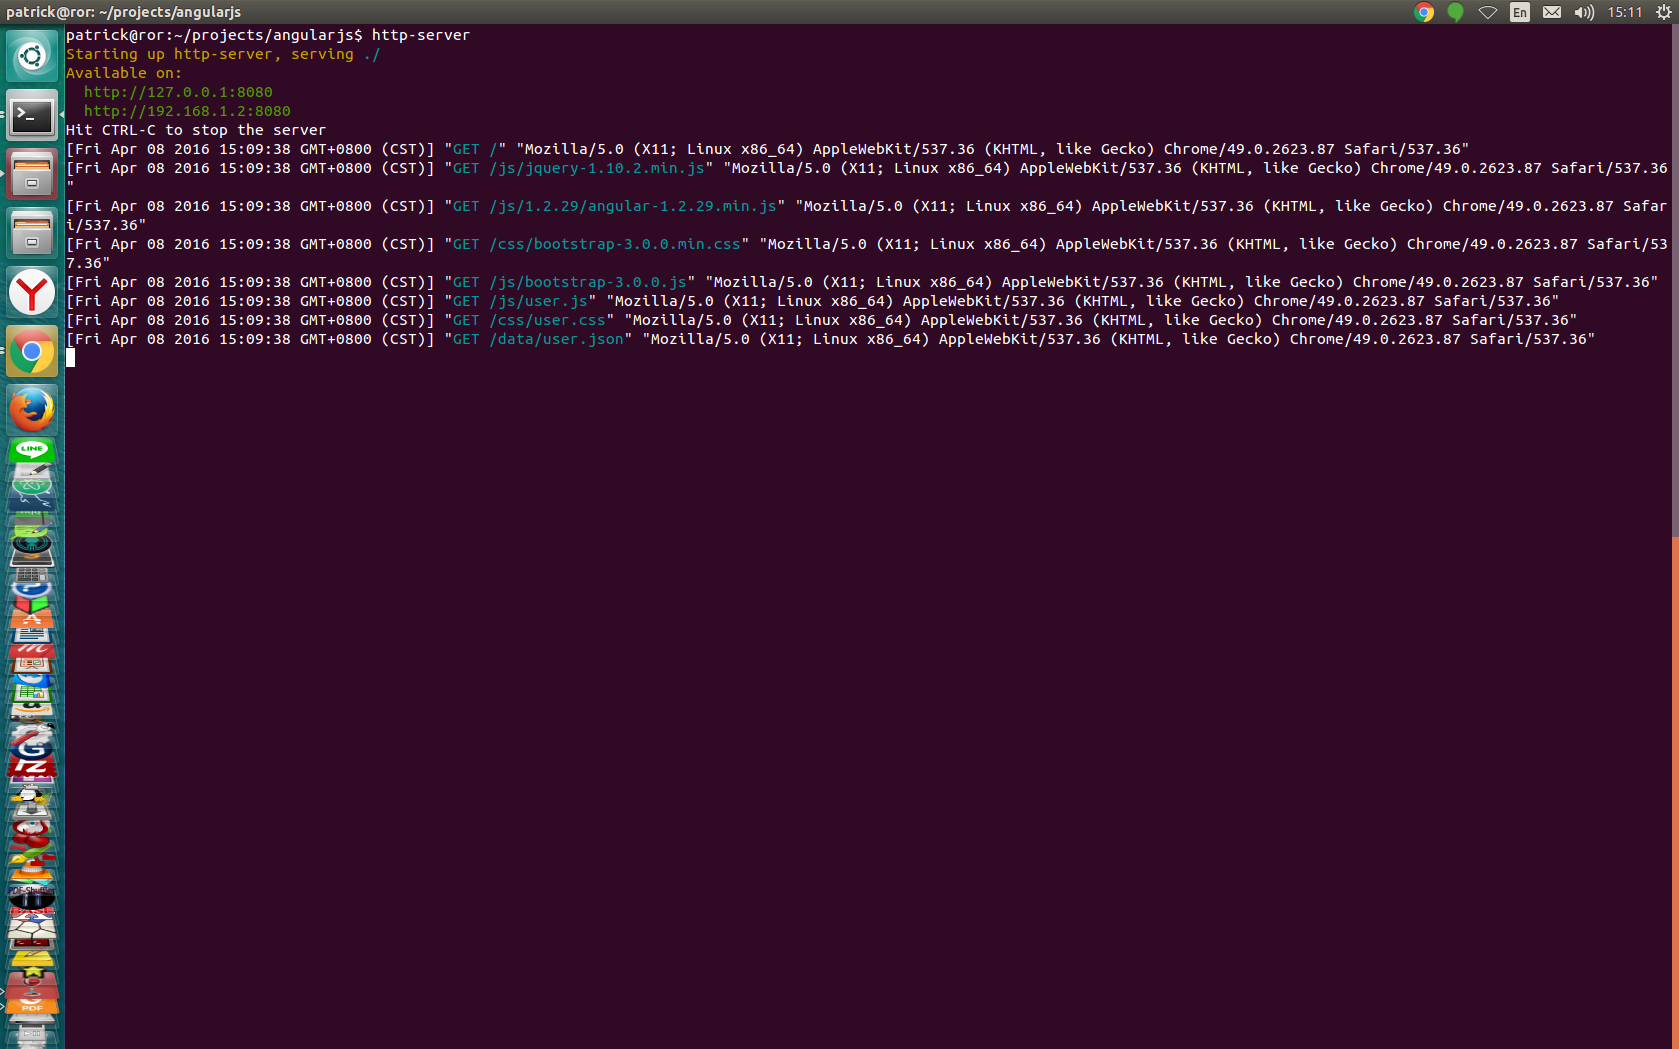 patrick@ror: ~/projects/angularjs
En
15:11
patrick@ror:~/projects/angularjs$ http-server
Starting up http-server, serving ./
Available on:
  http://127.0.0.1:8080
  http://192.168.1.2:8080
Hit CTRL-C to stop the server
[Fri Apr 08 2016 15:09:38 GMT+0800 (CST)] "GET /" "Mozilla/5.0 (X11; Linux x86_64) AppleWebKit/537.36 (KHTML, like Gecko) Chrome/49.0.2623.87 Safari/537.36"
[Fri Apr 08 2016 15:09:38 GMT+0800 (CST)] "GET /js/jquery-1.10.2.min.js" "Mozilla/5.0 (X11; Linux x86_64) AppleWebKit/537.36 (KHTML, like Gecko) Chrome/49.0.2623.87 Safari/537.36
"
[Fri Apr 08 2016 15:09:38 GMT+0800 (CST)] "GET /js/1.2.29/angular-1.2.29.min.js" "Mozilla/5.0 (X11; Linux x86_64) AppleWebKit/537.36 (KHTML, like Gecko) Chrome/49.0.2623.87 Safar
i/537.36"
[Fri Apr 08 2016 15:09:38 GMT+0800 (CST)] "GET /css/bootstrap-3.0.0.min.css" "Mozilla/5.0 (X11; Linux x86_64) AppleWebKit/537.36 (KHTML, like Gecko) Chrome/49.0.2623.87 Safari/53
7.36"
[Fri Apr 08 2016 15:09:38 GMT+0800 (CST)] "GET /js/bootstrap-3.0.0.js" "Mozilla/5.0 (X11; Linux x86_64) AppleWebKit/537.36 (KHTML, like Gecko) Chrome/49.0.2623.87 Safari/537.36"
[Fri Apr 08 2016 15:09:38 GMT+0800 (CST)] "GET /js/user.js" "Mozilla/5.0 (X11; Linux x86_64) AppleWebKit/537.36 (KHTML, like Gecko) Chrome/49.0.2623.87 Safari/537.36"
[Fri Apr 08 2016 15:09:38 GMT+0800 (CST)] "GET /css/user.css" "Mozilla/5.0 (X11; Linux x86_64) AppleWebKit/537.36 (KHTML, like Gecko) Chrome/49.0.2623.87 Safari/537.36"
[Fri Apr 08 2016 15:09:38 GMT+0800 (CST)] "GET /data/user.json" "Mozilla/5.0 (X11; Linux x86_64) AppleWebKit/537.36 (KHTML, like Gecko) Chrome/49.0.2623.87 Safari/537.36"
LINE
PDF